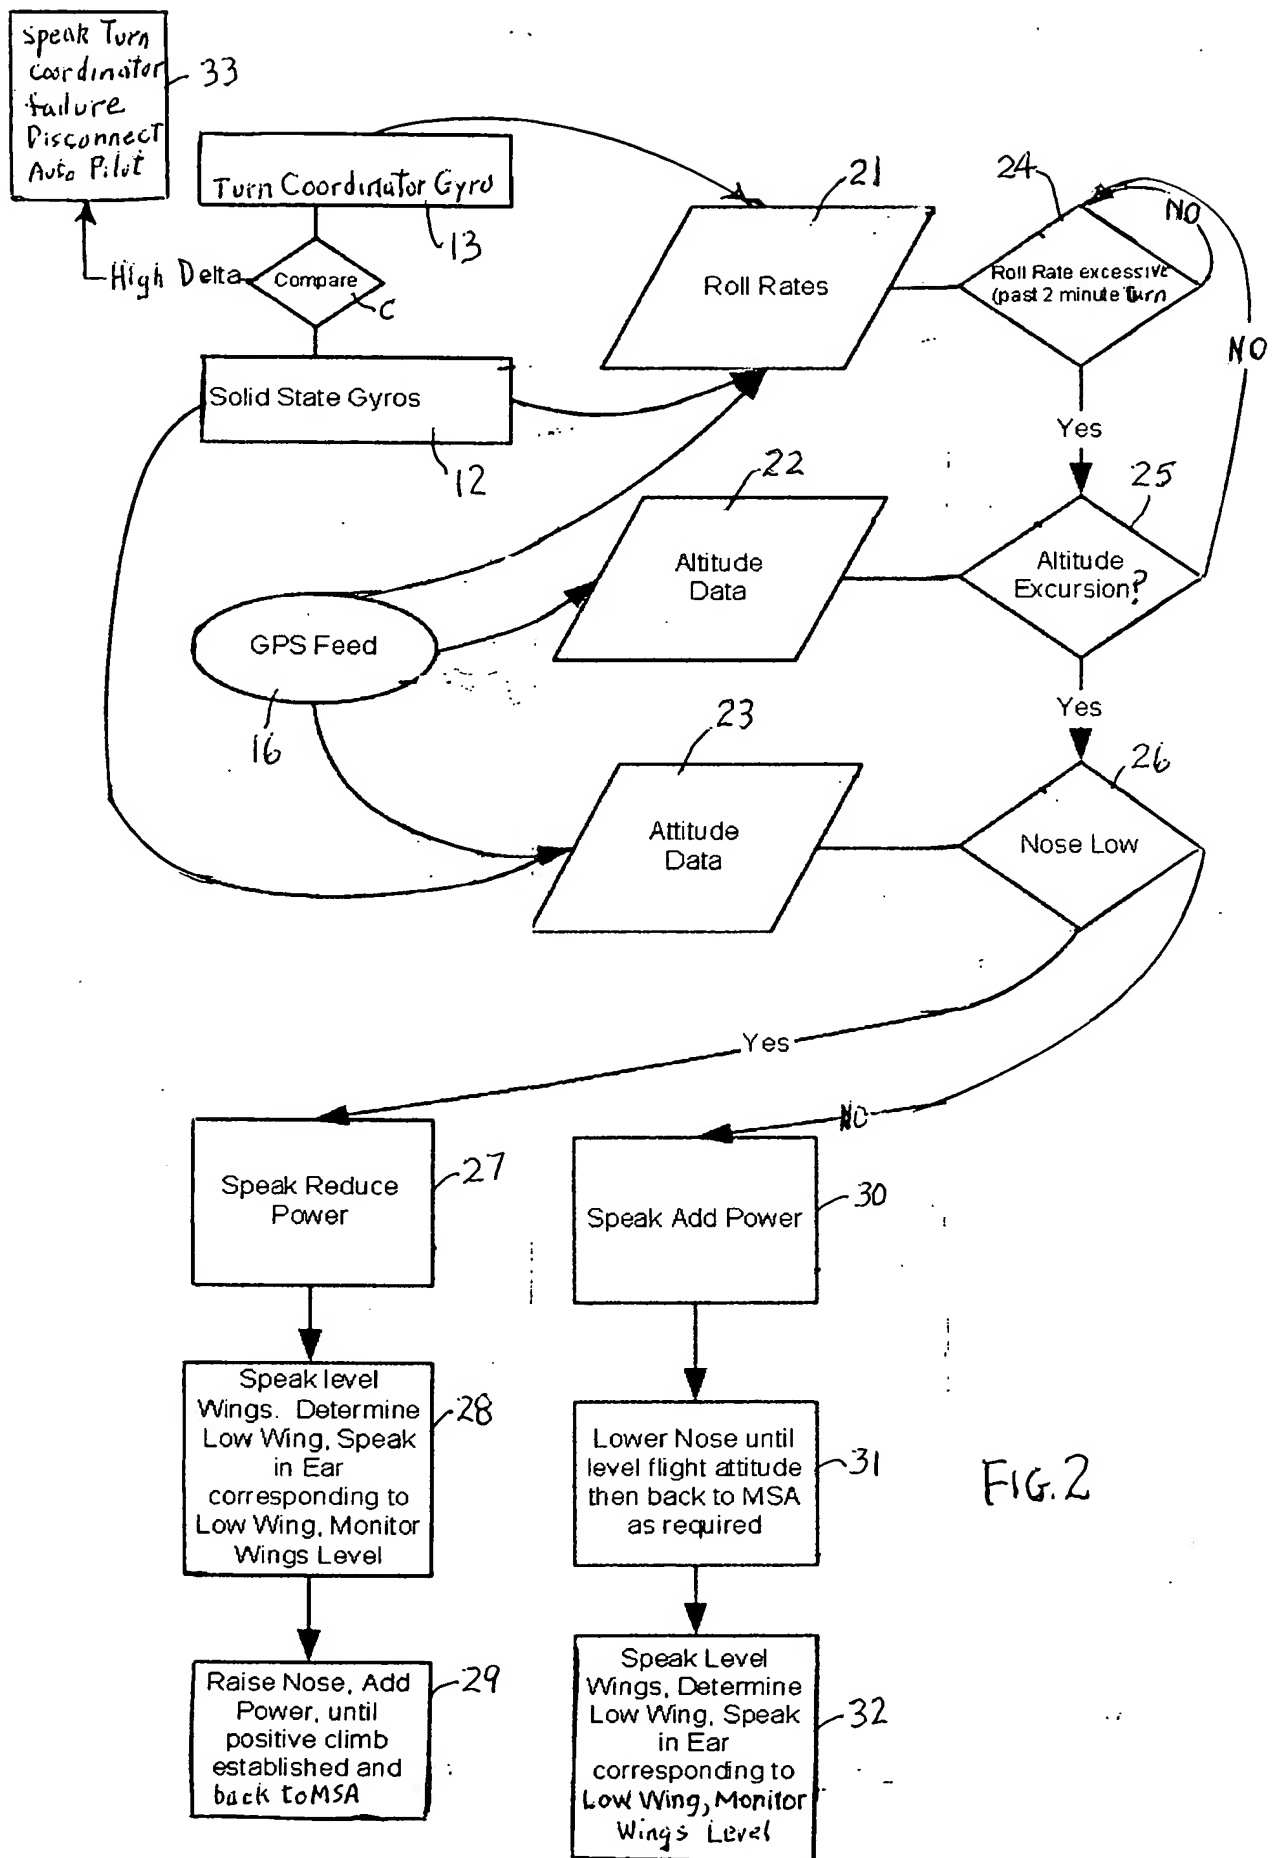 Speak Turn
coordinator
failure
Disconnect
Auto Pilot
33
Turn Coordinator Gyro
13
High Delta
Compare
C
Solid State Gyros
12
21
Roll Rates
24
Roll Rate excessive
(past 2 minute Turn
NO
NO
Yes
22
Altitude
Data
25
Altitude
Excursion?
GPS Feed
16
Yes
23
Attitude
Data
26
Nose Low
Yes
NO
Speak Reduce
Power
27
Speak Add Power
30
Speak level
Wings. Determine
Low Wing, Speak
in Ear
corresponding to
Low Wing, Monitor
Wings Level
28
Lower Nose until
level flight attitude
then back to MSA
as required
31
FIG. 2
Raise Nose, Add
Power, until
positive climb
established and
back to MSA
29
Speak Level
Wings, Determine
Low Wing, Speak
in Ear
corresponding to
Low Wing, Monitor
Wings Level
32